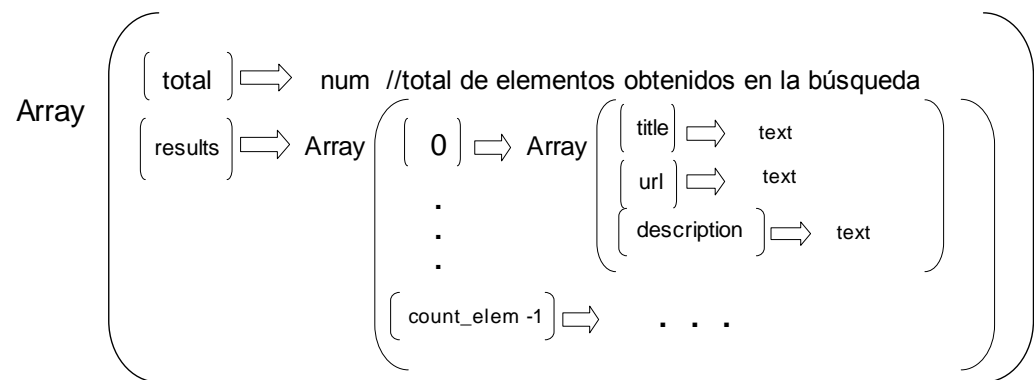 Array
total num //total de elementos obtenidos en la búsqueda
results Array 0 Array title text
url text
description text
.
.
.
count_elem -1 . . .